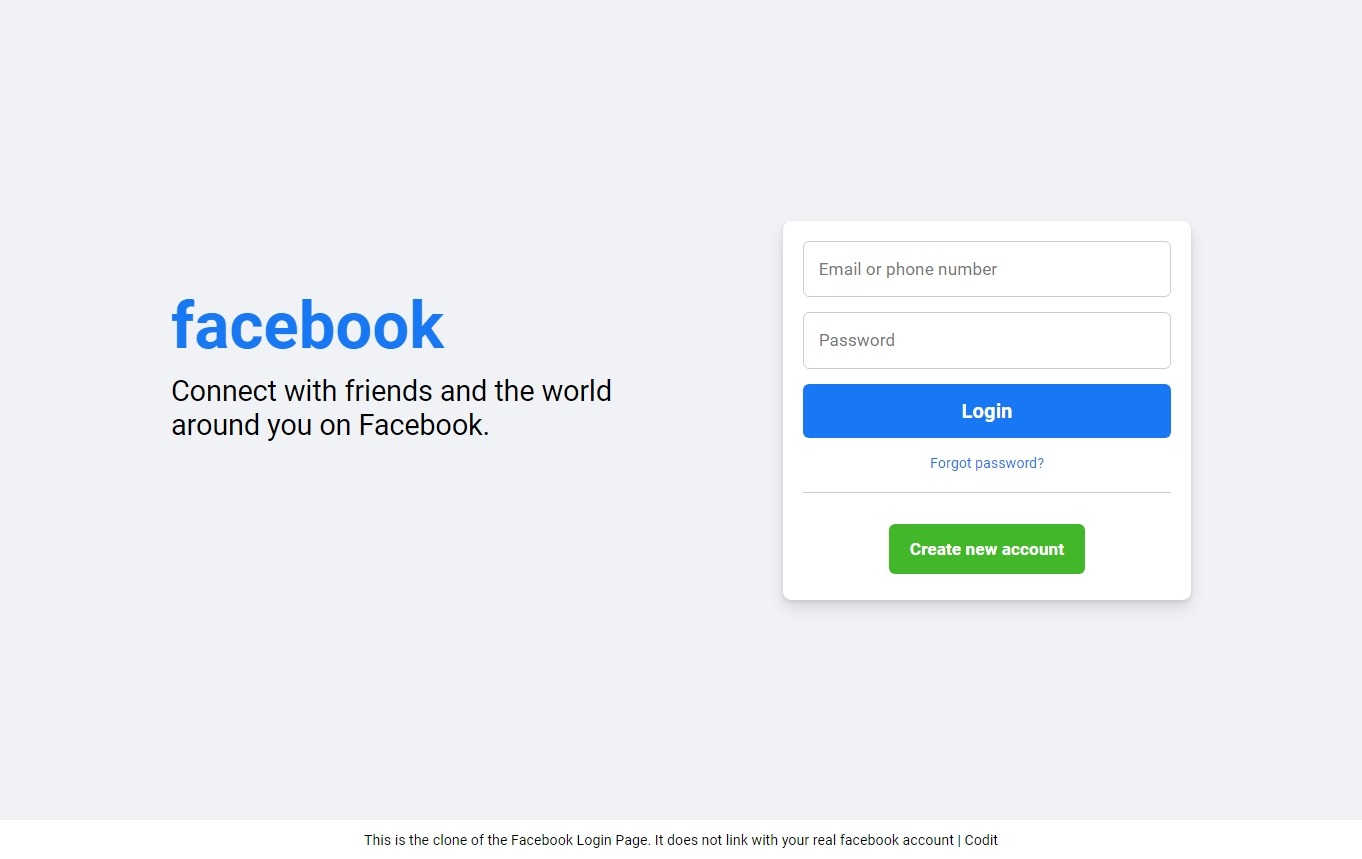 facebook
Connect with friends and the world
around you on Facebook.
Email or phone number
Password
Login
Forgot password?
Create new account
This is the clone of the Facebook Login Page. It does not link with your real facebook account | Codit